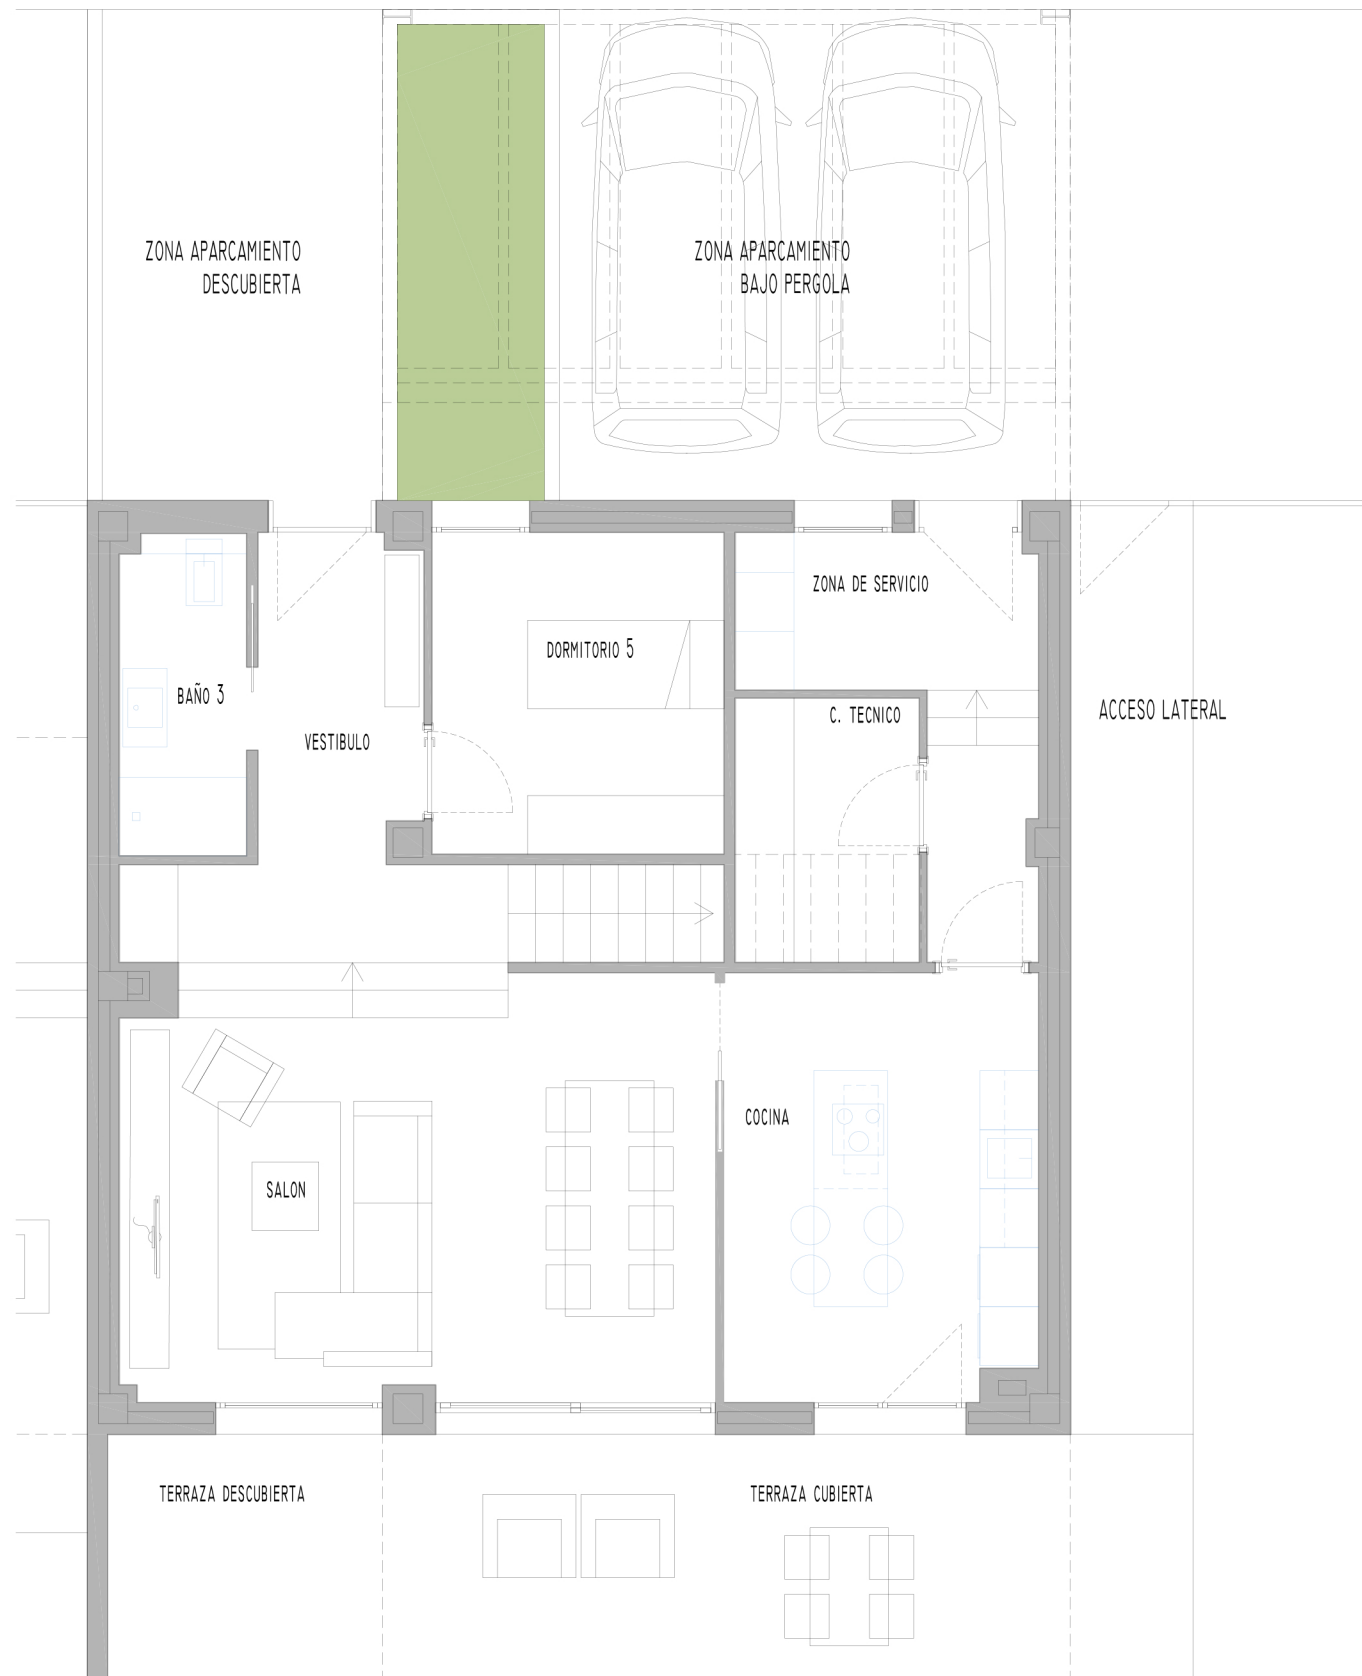 ZONA APARCAMIENTO
DESCUBIERTA
ZONA APARCAMIENTO
BAJO PERGOLA
ZONA DE SERVICIO
DORMITORIO 5
BAÑO 3
C. TECNICO
ACCESO LATERAL
VESTIBULO
COCINA
SALON
TERRAZA DESCUBIERTA
TERRAZA CUBIERTA